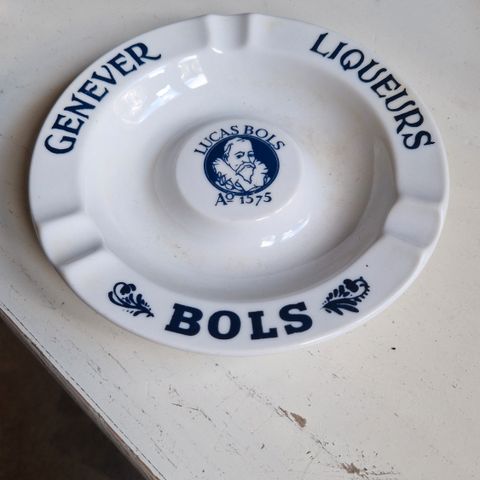 GENEVER
LIQUEURS
LUCAS BOLS
Aº 1575
BOLS